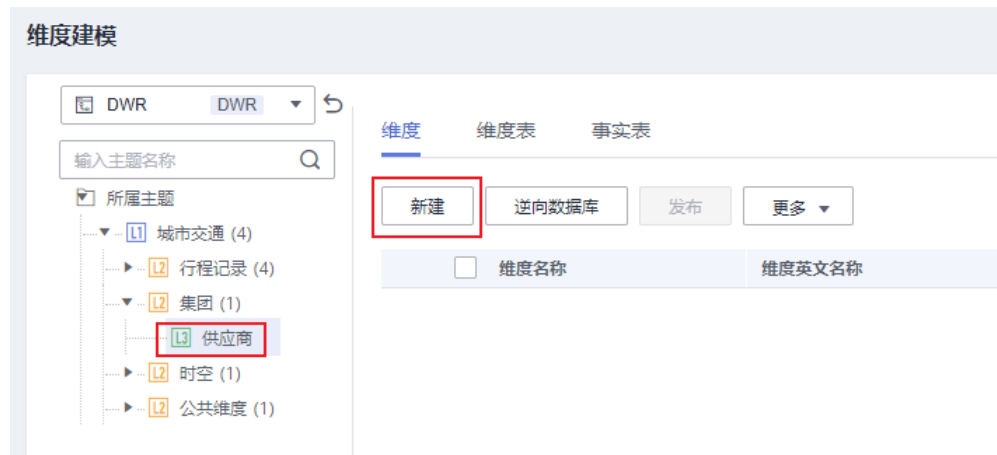 维度建模
DWR DWR
输入主题名称
所属主题
L1 城市交通 (4)
L2 行程记录 (4)
L2 集团 (1)
L3 供应商
L2 时空 (1)
L2 公共维度 (1)
维度 维度表 事实表
新建 逆向数据库 发布 更多
维度名称 维度英文名称